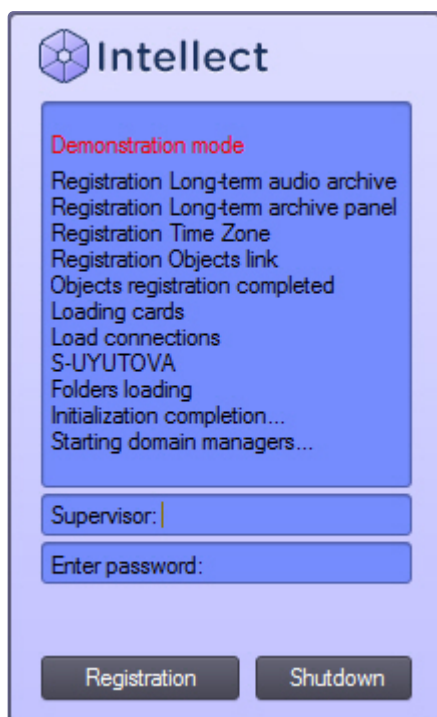 Intellect
Demonstration mode
Registration Long-term audio archive
Registration Long-term archive panel
Registration Time Zone
Registration Objects link
Objects registration completed
Loading cards
Load connections
S-UYUTOVA
Folders loading
Initialization completion...
Starting domain managers...
Supervisor:
Enter password:
Registration Shutdown